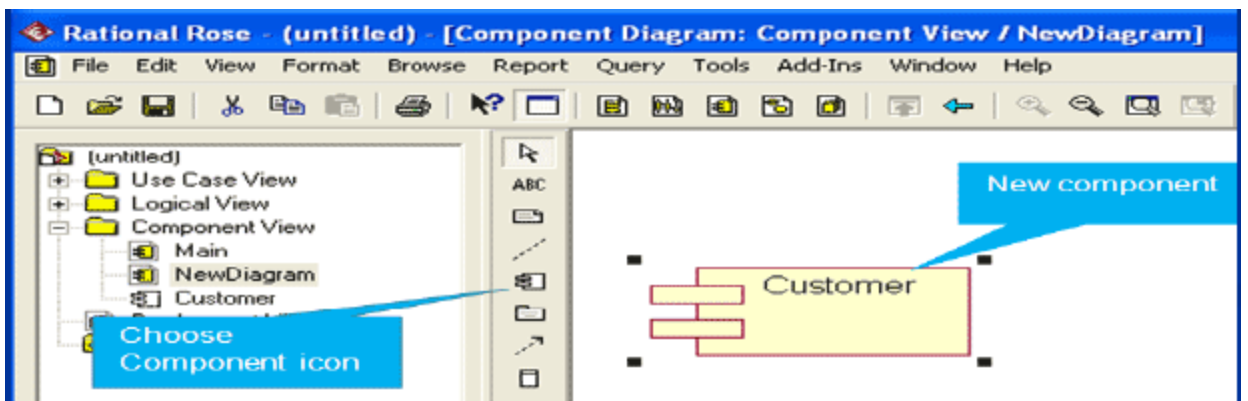 Rational Rose - (untitled) - [Component Diagram: Component View / NewDiagram]
File Edit View Format Browse Report Query Tools Add-Ins Window Help
(untitled)
Use Case View
Logical View
Component View
Main
NewDiagram
Customer
Choose
Component icon
ABC
New component
Customer